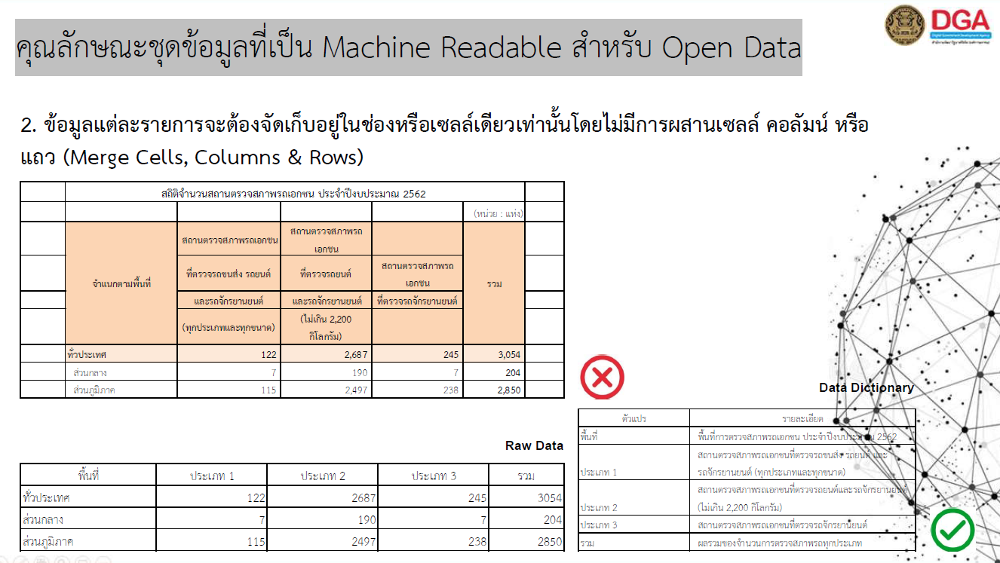 คุณลักษณะชุดข้อมูลที่เป็น Machine Readable สำหรับ Open Data
DGA
Digital Government Development Agency
2. ข้อมูลแต่ละรายการจะต้องจัดเก็บอยู่ในช่องหรือเซลล์เดียวเท่านั้นโดยไม่มีการผสานเซลล์ คอลัมน์ หรือ
แถว (Merge Cells, Columns & Rows)
สถิติจำนวนสถานตรวจสภาพรถเอกชน ประจำปีงบประมาณ 2562
(หน่วย : แห่ง)
จำแนกตามพื้นที่
สถานตรวจสภาพรถเอกชน
ที่ตรวจรถขนส่ง รถยนต์
และรถจักรยานยนต์
(ทุกประเภทและทุกขนาด)
สถานตรวจสภาพรถ
เอกชน
ที่ตรวจรถยนต์
และรถจักรยานยนต์
(ไม่เกิน 2,200
กิโลกรัม)
สถานตรวจสภาพรถ
เอกชน
ที่ตรวจรถจักรยานยนต์
รวม
ทั่วประเทศ 122 2,687 245 3,054
ส่วนกลาง 7 190 7 204
ส่วนภูมิภาค 115 2,497 238 2,850
Raw Data
พื้นที่ ประเภท 1 ประเภท 2 ประเภท 3 รวม
ทั่วประเทศ 122 2687 245 3054
ส่วนกลาง 7 190 7 204
ส่วนภูมิภาค 115 2497 238 2850
Data Dictionary
ตัวแปร รายละเอียด
พื้นที่ พื้นที่การตรวจสภาพรถเอกชน ประจำปีงบประมาณ 2562
สถานตรวจสภาพรถเอกชนที่ตรวจรถขนส่ง รถยนต์ และ
ประเภท 1 รถจักรยานยนต์ (ทุกประเภทและทุกขนาด)
สถานตรวจสภาพรถเอกชนที่ตรวจรถยนต์และรถจักรยานยนต์
ประเภท 2 (ไม่เกิน 2,200 กิโลกรัม)
ประเภท 3 สถานตรวจสภาพรถเอกชนที่ตรวจรถจักรยานยนต์
รวม ผลรวมของจำนวนการตรวจสภาพรถทุกประเภท